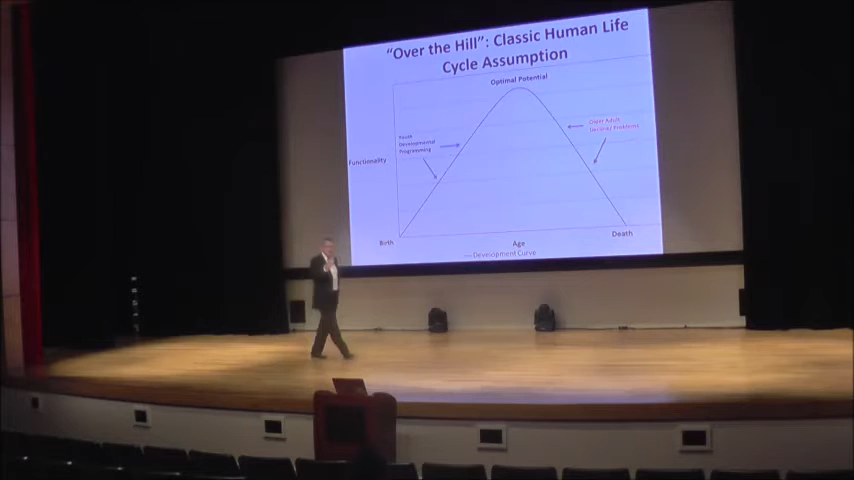 “Over the Hill”: Classic Human Life
Cycle Assumption
Optimal Potential
Youth
Developmental
Programming
Older Adult
Decline/ Problems
Functionality
Birth
Age
Death
Development Curve